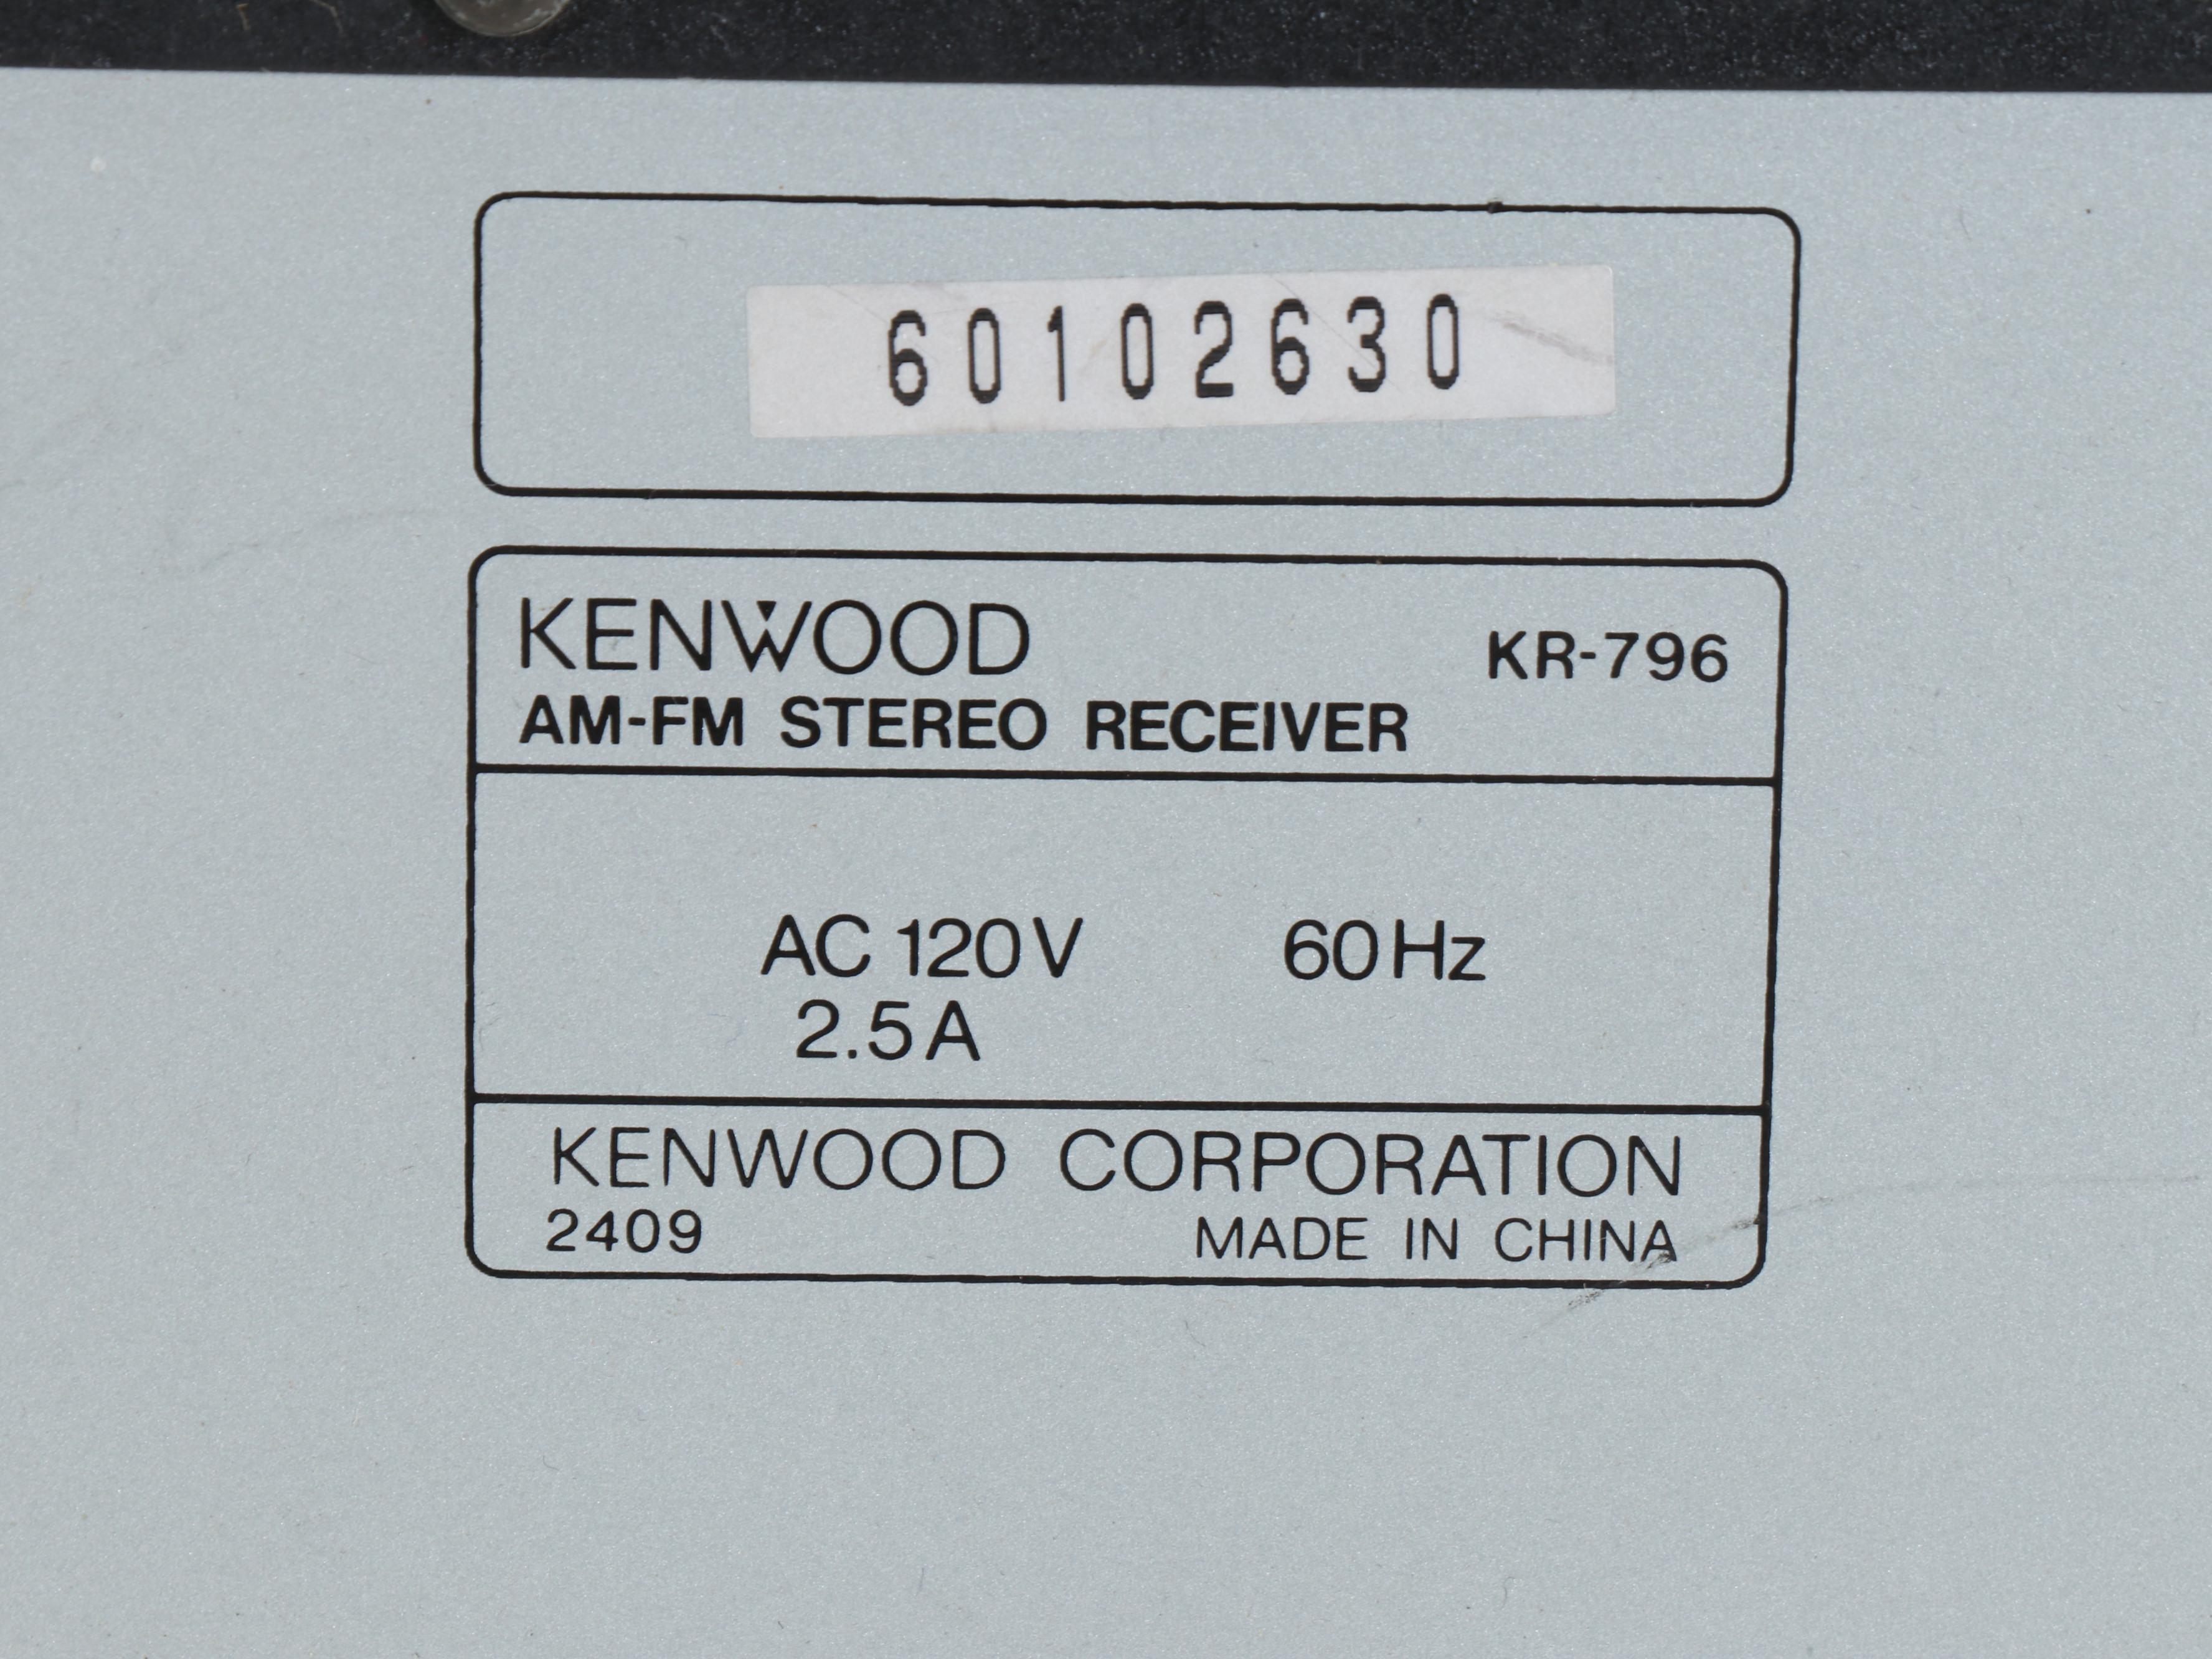 60102630
KENWOOD KR-796
AM-FM STEREO RECEIVER
AC 120V 60Hz
2.5A
KENWOOD CORPORATION
2409 MADE IN CHINA